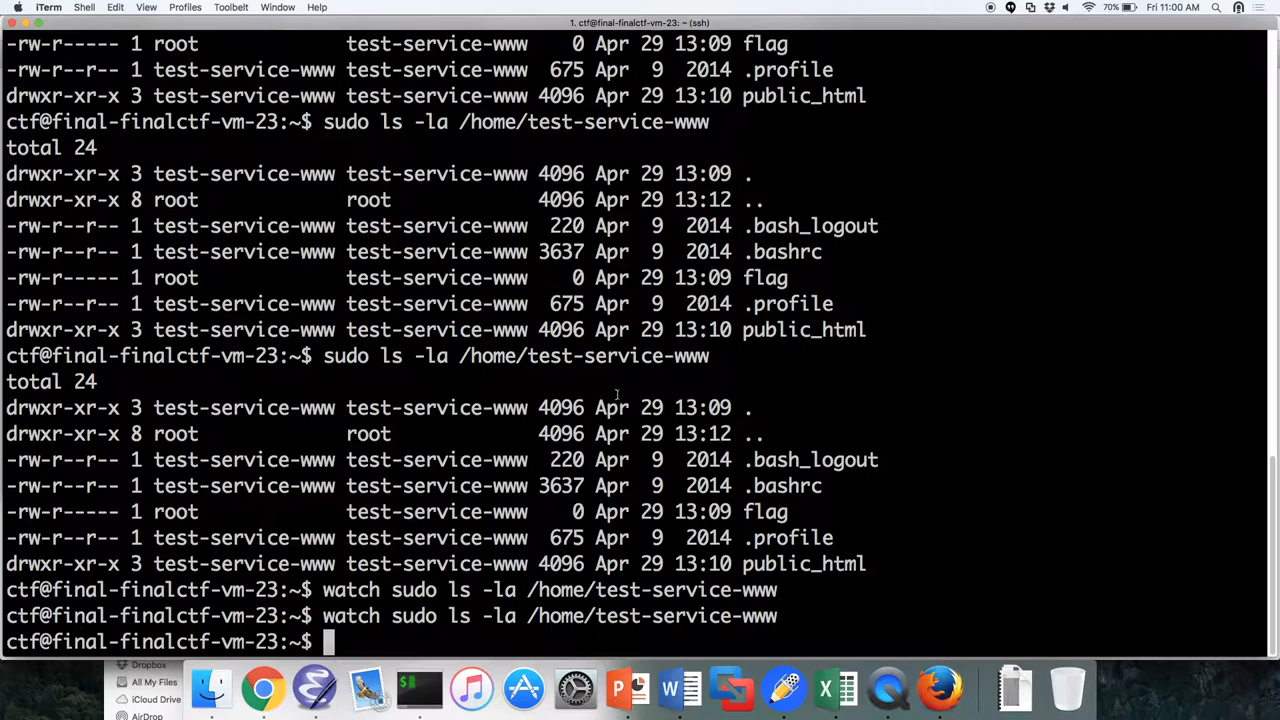 iTerm Shell Edit View Profiles Toolbelt Window Help 70% Fri 11:00 AM
1. ctf@final-finalctf-vm-23: ~ (ssh)
-rw-r----- 1 root test-service-www 0 Apr 29 13:09 flag
-rw-r--r-- 1 test-service-www test-service-www 675 Apr 9 2014 .profile
drwxr-xr-x 3 test-service-www test-service-www 4096 Apr 29 13:10 public_html
ctf@final-finalctf-vm-23:~$ sudo ls -la /home/test-service-www
total 24
drwxr-xr-x 3 test-service-www test-service-www 4096 Apr 29 13:09 .
drwxr-xr-x 8 root root 4096 Apr 29 13:12 ..
-rw-r--r-- 1 test-service-www test-service-www 220 Apr 9 2014 .bash_logout
-rw-r--r-- 1 test-service-www test-service-www 3637 Apr 9 2014 .bashrc
-rw-r----- 1 root test-service-www 0 Apr 29 13:09 flag
-rw-r--r-- 1 test-service-www test-service-www 675 Apr 9 2014 .profile
drwxr-xr-x 3 test-service-www test-service-www 4096 Apr 29 13:10 public_html
ctf@final-finalctf-vm-23:~$ sudo ls -la /home/test-service-www
total 24
drwxr-xr-x 3 test-service-www test-service-www 4096 Apr 29 13:09 .
drwxr-xr-x 8 root root 4096 Apr 29 13:12 ..
-rw-r--r-- 1 test-service-www test-service-www 220 Apr 9 2014 .bash_logout
-rw-r--r-- 1 test-service-www test-service-www 3637 Apr 9 2014 .bashrc
-rw-r----- 1 root test-service-www 0 Apr 29 13:09 flag
-rw-r--r-- 1 test-service-www test-service-www 675 Apr 9 2014 .profile
drwxr-xr-x 3 test-service-www test-service-www 4096 Apr 29 13:10 public_html
ctf@final-finalctf-vm-23:~$ watch sudo ls -la /home/test-service-www
ctf@final-finalctf-vm-23:~$ watch sudo ls -la /home/test-service-www
ctf@final-finalctf-vm-23:~$
Dropbox
All My Files
iCloud Drive
AirDrop